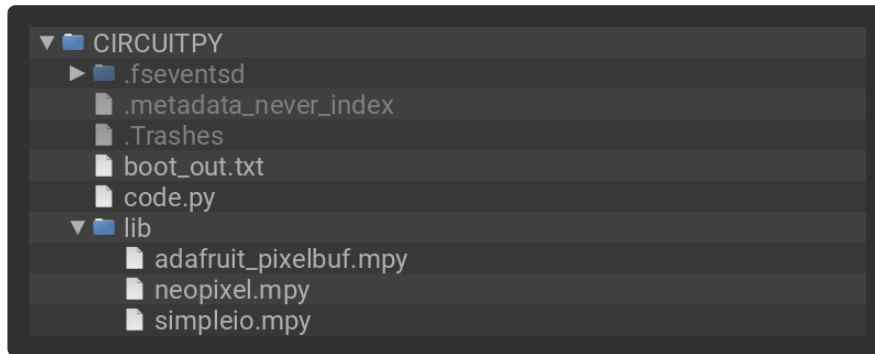 CIRCUITPY
.fseventsd
.metadata_never_index
.Trashes
boot_out.txt
code.py
lib
adafruit_pixelbuf.mpy
neopixel.mpy
simpleio.mpy